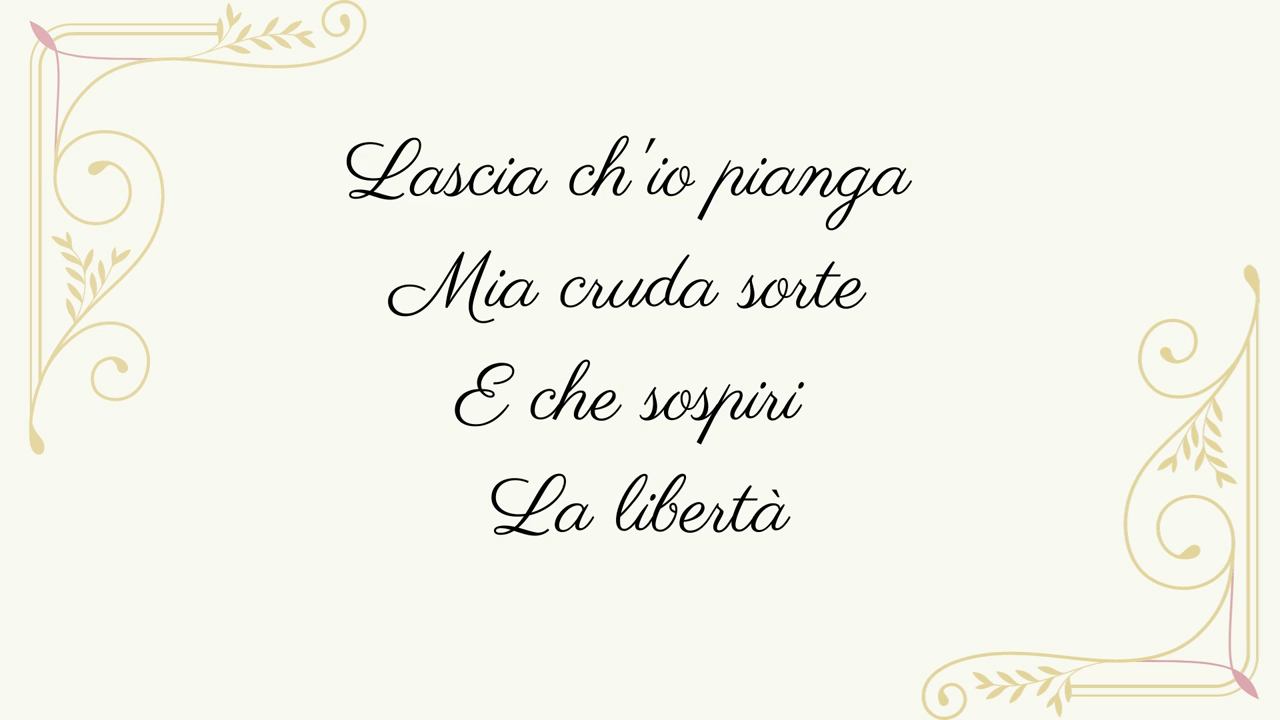 Lascia ch'io pianga
Mia cruda sorte
E che sospiri
La libertà